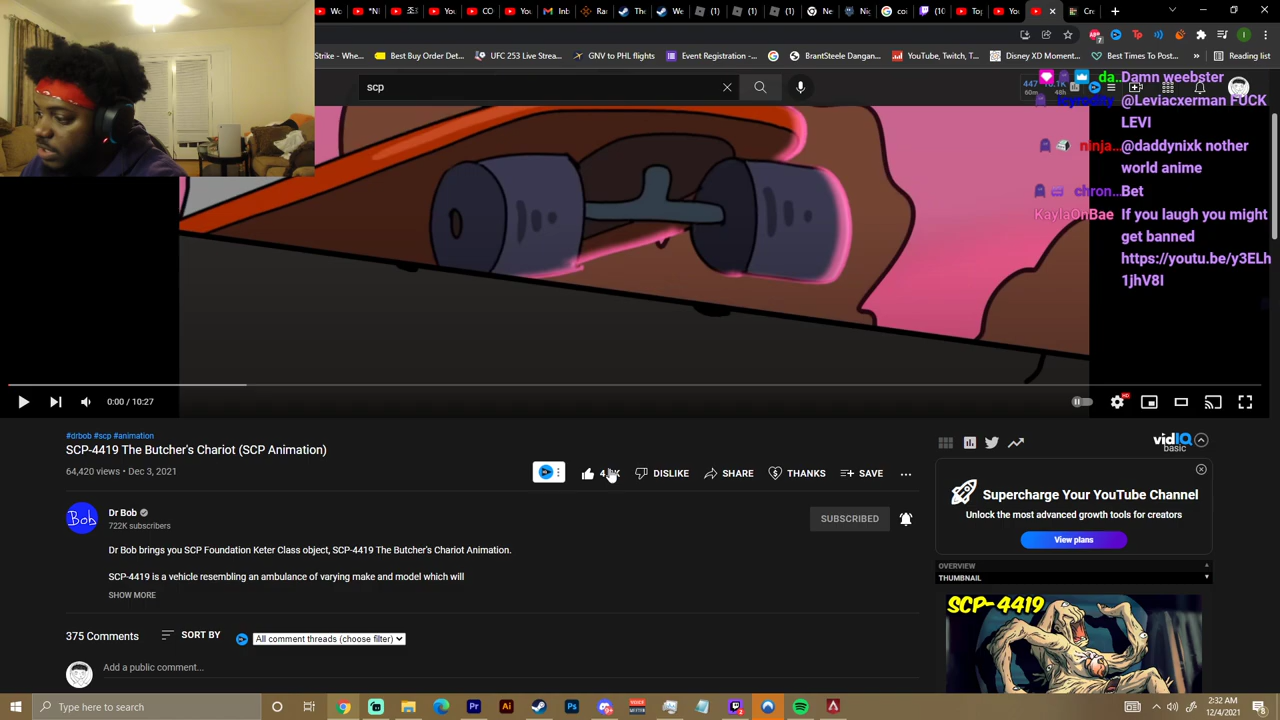 Inb
Best Buy Order Det...
UFC 253 Live Strea...
GNV to PHL flights
Event Registration -
BrainSteele Dangan...
YouTube, Twitch, T...
Disney XD Moment...
Best Times To Post...
Reading list
scp
Damn weebster
@Leviacxerman FUCK
LEVI
ninja... @daddynixk nother
world anime
chron... Bet
KaylaOnBae If you laugh you might
get banned
https://youtu.be/y3ELh
1jhV8I
0:00 / 10:27
HD
#drbob #scp #animation
SCP-4419 The Butcher's Chariot (SCP Animation)
64,420 views • Dec 3, 2021
DISLIKE
SHARE
THANKS
SAVE
vidIQ
basic
Bob
Dr Bob
722K subscribers
SUBSCRIBED
Supercharge Your YouTube Channel
Unlock the most advanced growth tools for creators
View plans
Dr Bob brings you SCP Foundation Keter Class object, SCP-4419 The Butcher's Chariot Animation.
SCP-4419 is a vehicle resembling an ambulance of varying make and model which will
SHOW MORE
OVERVIEW
THUMBNAIL
SCP-4419
375 Comments
SORT BY
All comment threads (choose filter)
Add a public comment...
Type here to search
2:32 AM
12/4/2021